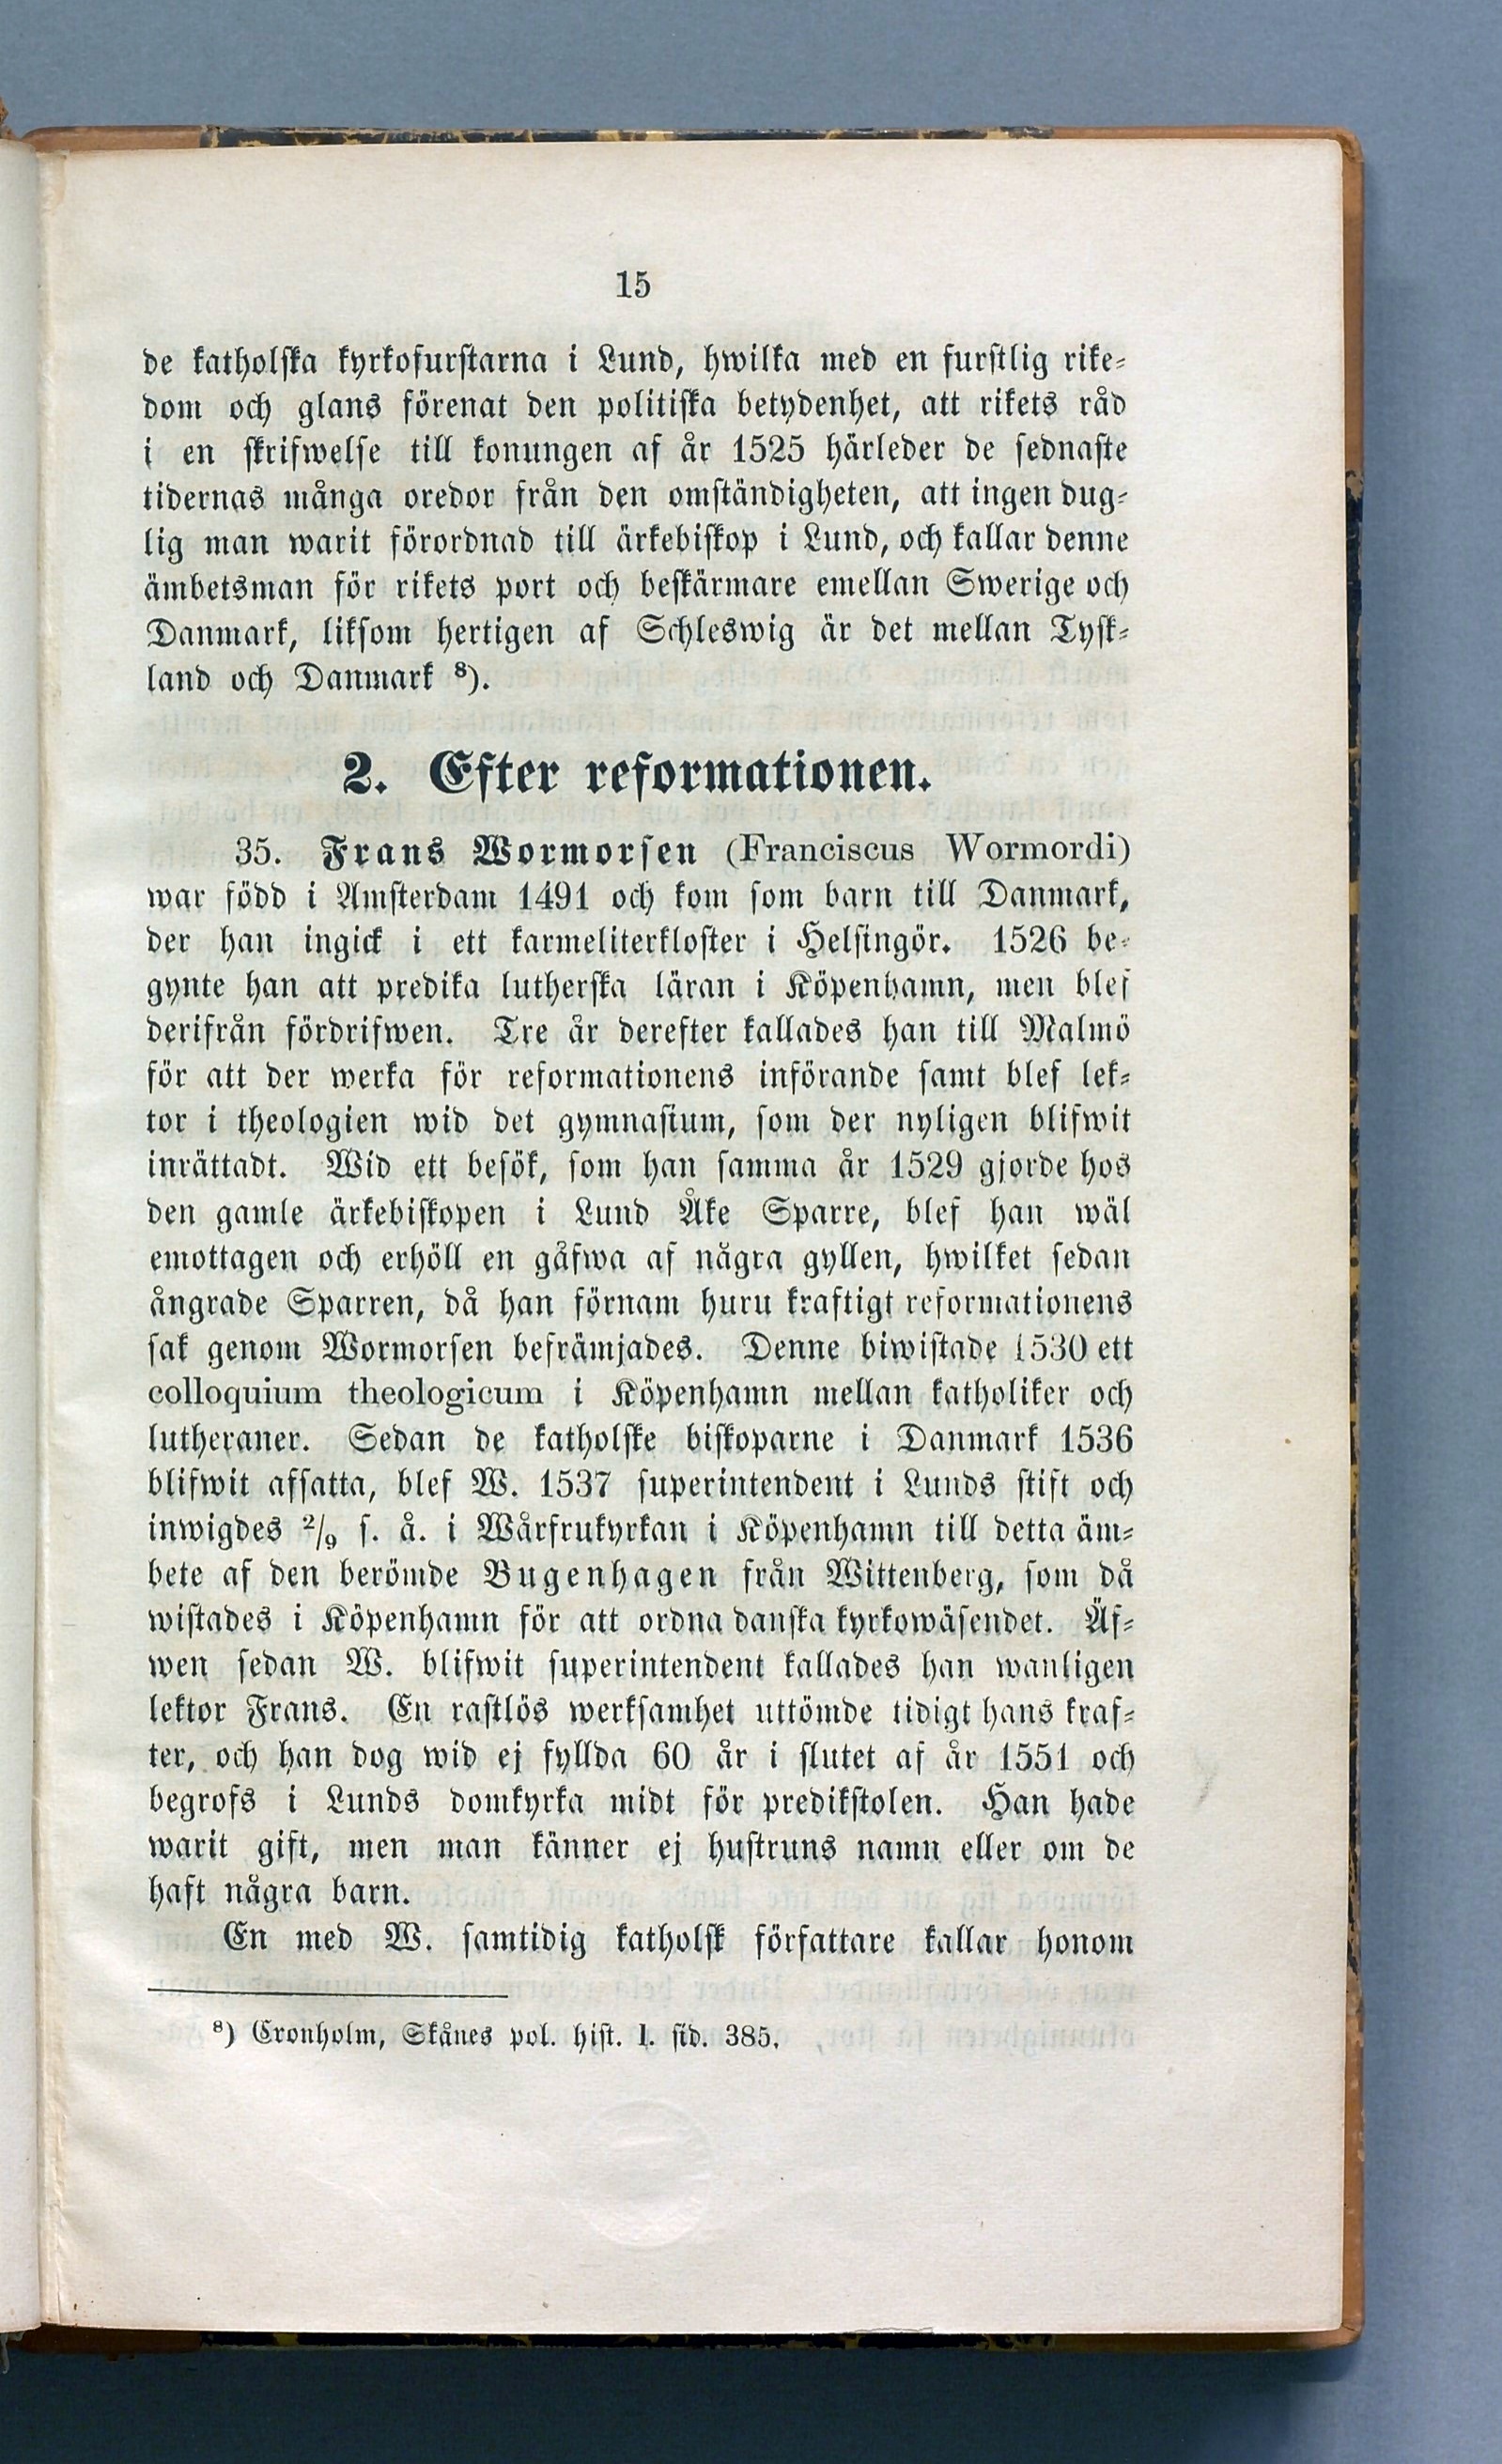 15
de katholska kyrkofurstarna i Lund, hwilka med en furstlig rike-
dom och glans förenat den politiska betydenhet, att rikets råd
i en skrifwelse till konungen af år 1525 härleder de sednaste
tidernas många oredor från den omständigheten, att ingen dug-
lig man warit förordnad till ärkebiskop i Lund, och kallar denne
ämbetsman för rikets port och beskärmare emellan Swerige och
Danmark, liksom hertigen af Schleswig är det mellan Tysk-
land och Danmark ⁸).
2. Efter reformationen.
35. Frans Wormorsen (Franciscus Wormordi)
war född i Amsterdam 1491 och kom som barn till Danmark,
der han ingick i ett karmeliterkloster i Helsingör. 1526 be-
gynte han att predika lutherska läran i Köpenhamn, men blef
derifrån fördrifwen. Tre år derefter kallades han till Malmö
för att der werka för reformationens införande samt blef lek-
tor i theologien wid det gymnasium, som der nyligen blifwit
inrättadt. Wid ett besök, som han samma år 1529 gjorde hos
den gamle ärkebiskopen i Lund Åke Sparre, blef han wäl
emottagen och erhöll en gåfwa af några gyllen, hwilket sedan
ångrade Sparren, då han förnam huru kraftigt reformationens
sak genom Wormorsen befrämjades. Denne biwistade 1530 ett
colloquium theologicum i Köpenhamn mellan katholiker och
lutheraner. Sedan de katholske biskoparne i Danmark 1536
blifwit afsatta, blef W. 1537 superintendent i Lunds stift och
inwigdes ²/₉ s. å. i Wårfrukyrkan i Köpenhamn till detta äm-
bete af den berömde Bugenhagen från Wittenberg, som då
wistades i Köpenhamn för att ordna danska kyrkowäsendet. Äf-
wen sedan W. blifwit superintendent kallades han wanligen
lektor Frans. En rastlös werksamhet uttömde tidigt hans kraf-
ter, och han dog wid ej fyllda 60 år i slutet af år 1551 och
begrofs i Lunds domkyrka midt för predikstolen. Han hade
warit gift, men man känner ej hustruns namn eller om de
haft några barn.
En med W. samtidig katholsk författare kallar honom
⁸) Cronholm, Skånes pol. hist. 1. sid. 385.